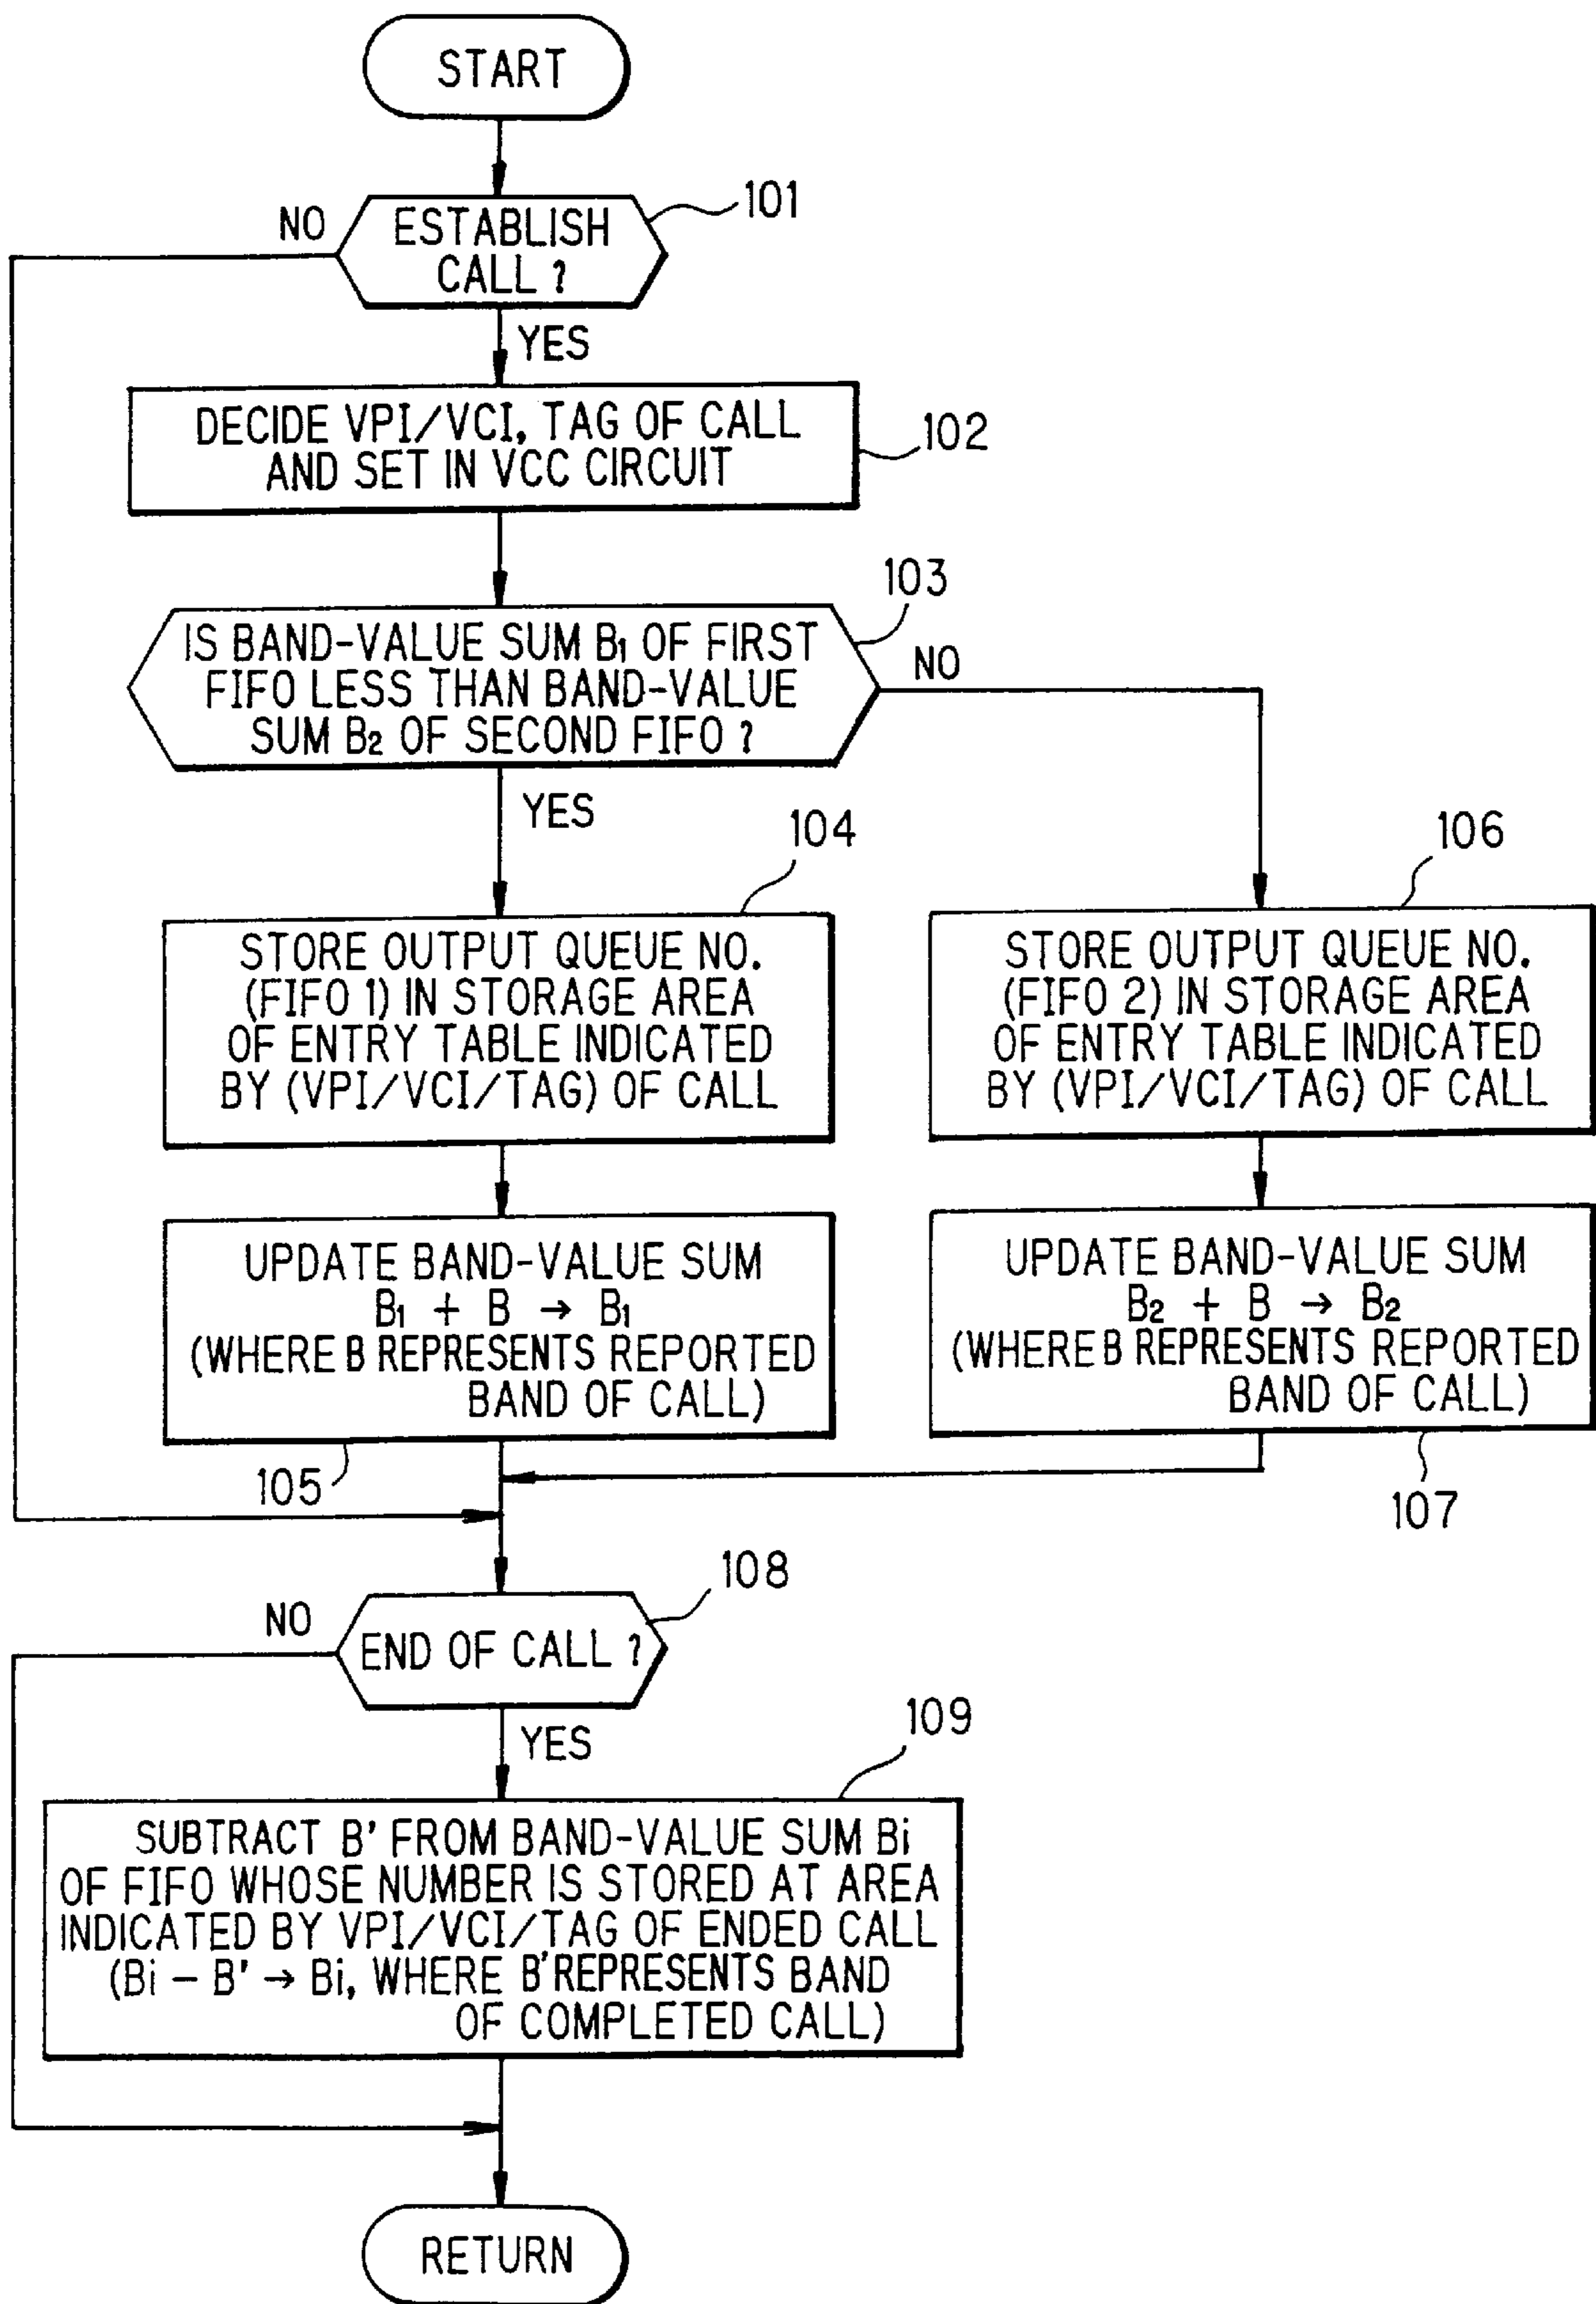 START
101
NO
ESTABLISH
CALL ?
YES
DECIDE VPI/VCI, TAG OF CALL
AND SET IN VCC CIRCUIT
102
103
IS BAND-VALUE SUM B1 OF FIRST
FIFO LESS THAN BAND-VALUE
SUM B2 OF SECOND FIFO ?
NO
YES
104
106
STORE OUTPUT QUEUE NO.
(FIFO 1) IN STORAGE AREA
OF ENTRY TABLE INDICATED
BY (VPI/VCI/TAG) OF CALL
STORE OUTPUT QUEUE NO.
(FIFO 2) IN STORAGE AREA
OF ENTRY TABLE INDICATED
BY (VPI/VCI/TAG) OF CALL
UPDATE BAND-VALUE SUM
B1 + B → B1
(WHERE B REPRESENTS REPORTED
BAND OF CALL)
UPDATE BAND-VALUE SUM
B2 + B → B2
(WHERE B REPRESENTS REPORTED
BAND OF CALL)
105
107
108
NO
END OF CALL ?
YES
109
SUBTRACT B' FROM BAND-VALUE SUM Bi
OF FIFO WHOSE NUMBER IS STORED AT AREA
INDICATED BY VPI/VCI/TAG OF ENDED CALL
(Bi − B' → Bi, WHERE B' REPRESENTS BAND
OF COMPLETED CALL)
RETURN